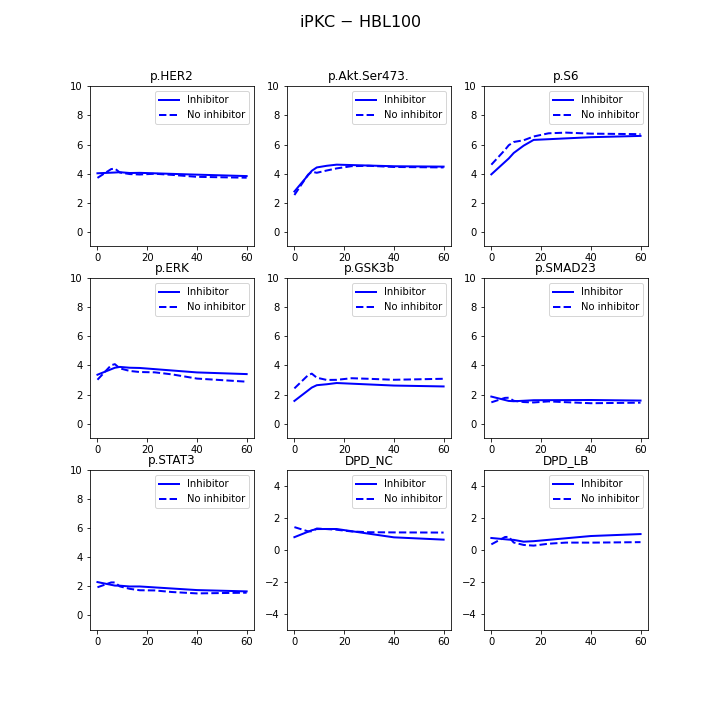 iPKC − HBL100
p.HER2
p.Akt.Ser473.
p.S6
10
8
6
4
2
0
0 20 40 60
Inhibitor
No inhibitor
10
8
6
4
2
0
0 20 40 60
Inhibitor
No inhibitor
10
8
6
4
2
0
0 20 40 60
Inhibitor
No inhibitor
p.ERK
p.GSK3b
p.SMAD23
10
8
6
4
2
0
0 20 40 60
Inhibitor
No inhibitor
10
8
6
4
2
0
0 20 40 60
Inhibitor
No inhibitor
10
8
6
4
2
0
0 20 40 60
Inhibitor
No inhibitor
p.STAT3
DPD_NC
DPD_LB
10
8
6
4
2
0
0 20 40 60
Inhibitor
No inhibitor
4
2
0
−2
−4
0 20 40 60
Inhibitor
No inhibitor
4
2
0
−2
−4
0 20 40 60
Inhibitor
No inhibitor